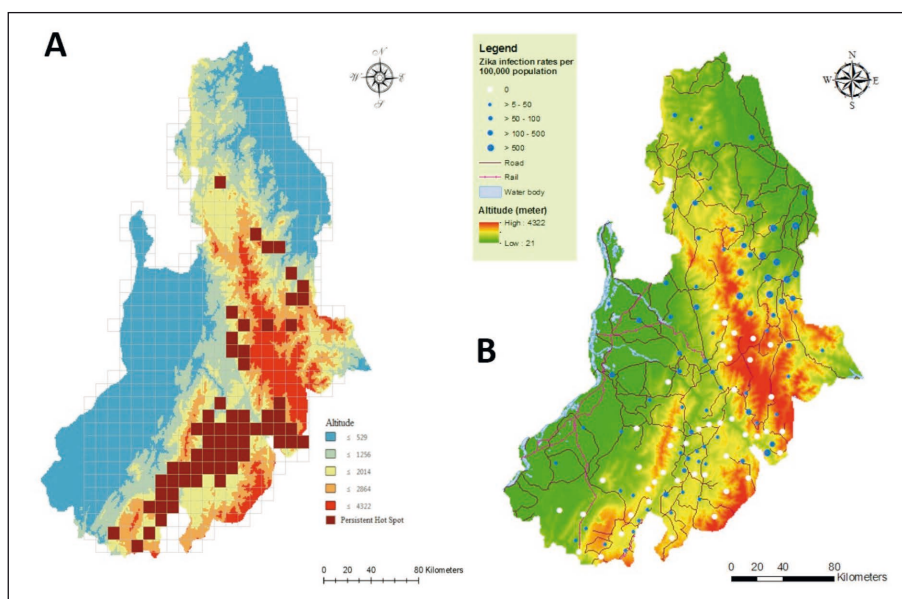 A
N
W E
S
Altitude
≤ 529
≤ 1256
≤ 2014
≤ 2864
≤ 4322
Persistent Hot Spot
0 20 40 80
Kilometers
Legend
Zika infection rates per
100,000 population
0
> 5 - 50
> 50 - 100
> 100 - 500
> 500
Road
Rail
Water body
Altitude (meter)
High : 4322
Low : 21
N
W E
S
B
0 20 40 80
Kilometers